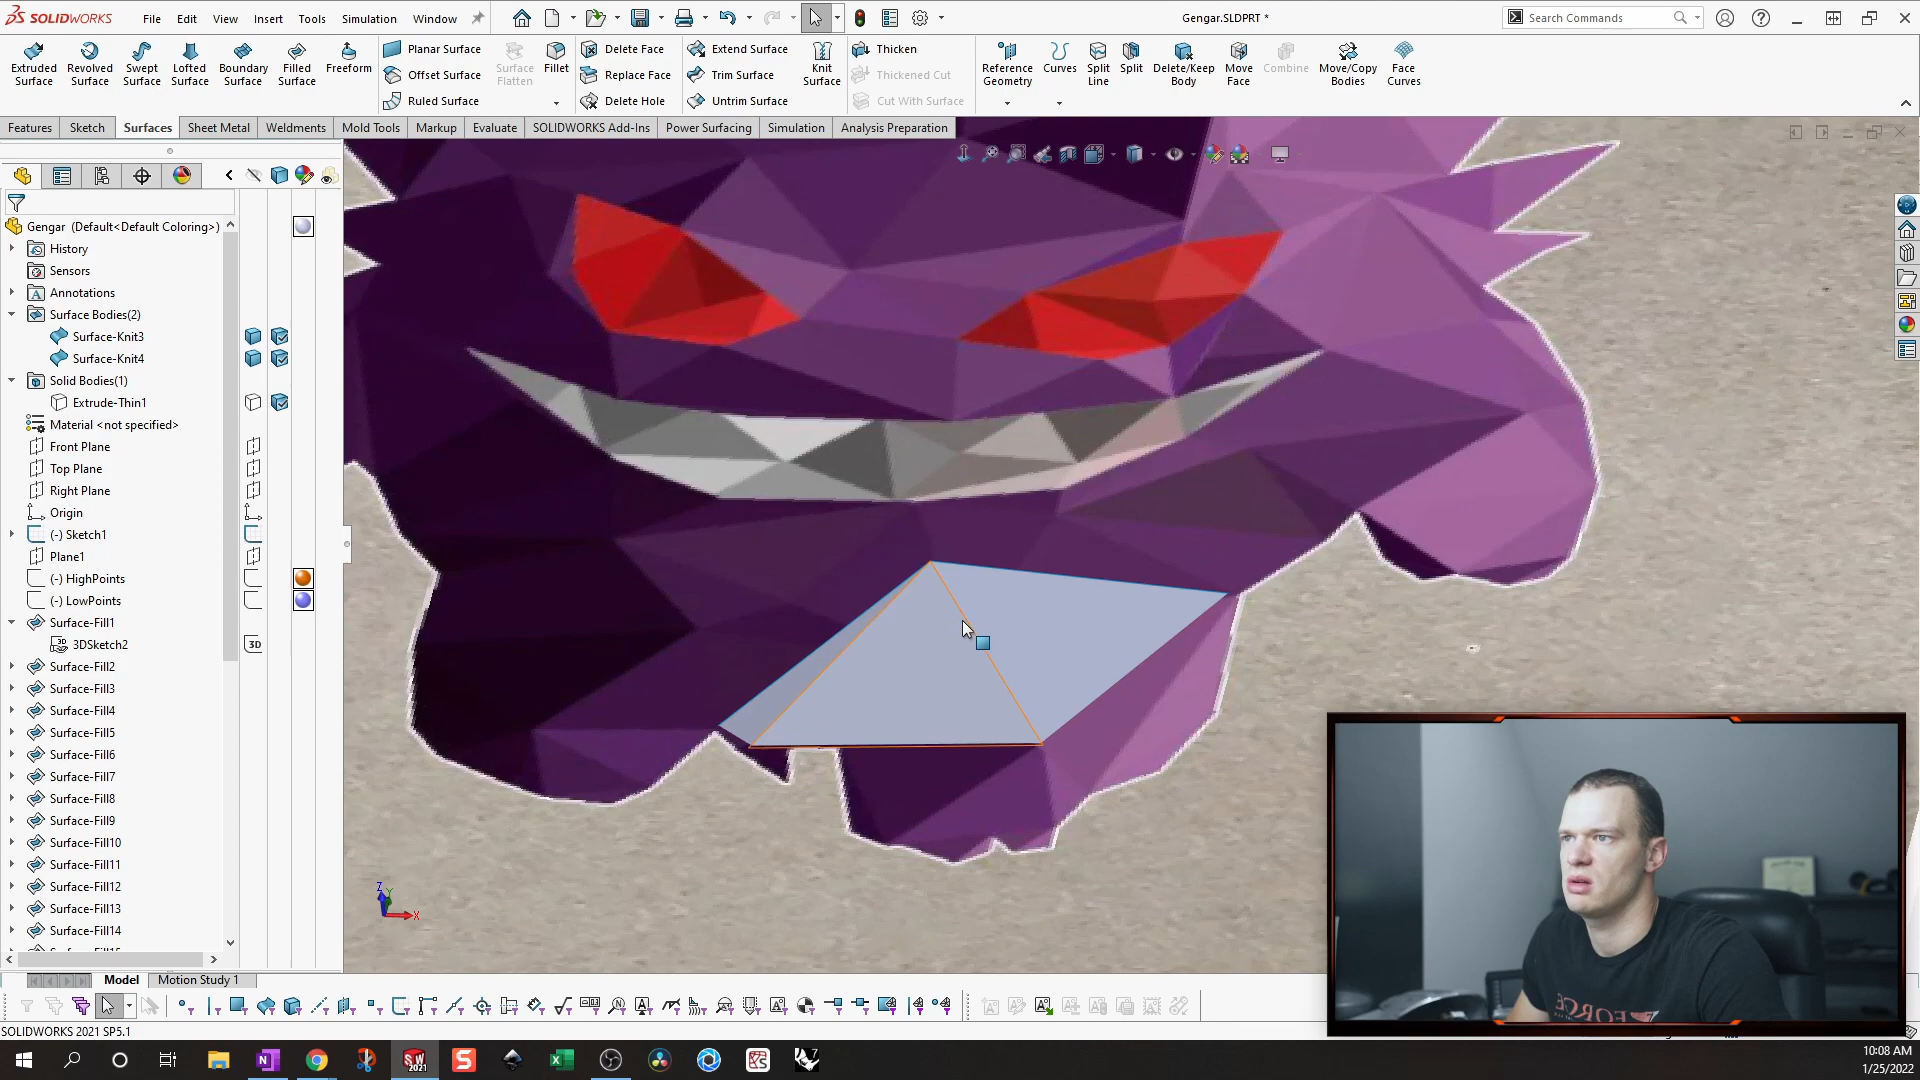 SOLIDWORKS File Edit View Insert Tools Simulation Window
Gengar.SLDPRT *
Search Commands
Extruded Surface
Revolved Surface
Swept Surface
Lofted Surface
Boundary Surface
Filled Surface
Freeform
Planar Surface
Offset Surface
Ruled Surface
Surface Flatten
Fillet
Delete Face
Replace Face
Delete Hole
Extend Surface
Trim Surface
Untrim Surface
Knit Surface
Thicken
Thickened Cut
Cut With Surface
Reference Geometry
Curves
Split Line
Split
Delete/Keep Body
Move Face
Combine
Move/Copy Bodies
Face Curves
Features Sketch Surfaces Sheet Metal Weldments Mold Tools Markup Evaluate SOLIDWORKS Add-Ins Power Surfacing Simulation Analysis Preparation
Gengar (Default<Default Coloring>)
History
Sensors
Annotations
Surface Bodies(2)
Surface-Knit3
Surface-Knit4
Solid Bodies(1)
Extrude-Thin1
Material <not specified>
Front Plane
Top Plane
Right Plane
Origin
(-) Sketch1
Plane1
(-) HighPoints
(-) LowPoints
Surface-Fill1
3DSketch2
3D
Surface-Fill2
Surface-Fill3
Surface-Fill4
Surface-Fill5
Surface-Fill6
Surface-Fill7
Surface-Fill8
Surface-Fill9
Surface-Fill10
Surface-Fill11
Surface-Fill12
Surface-Fill13
Surface-Fill14
Z
Y
X
Model Motion Study 1
SOLIDWORKS 2021 SP5.1
10:08 AM
1/25/2022